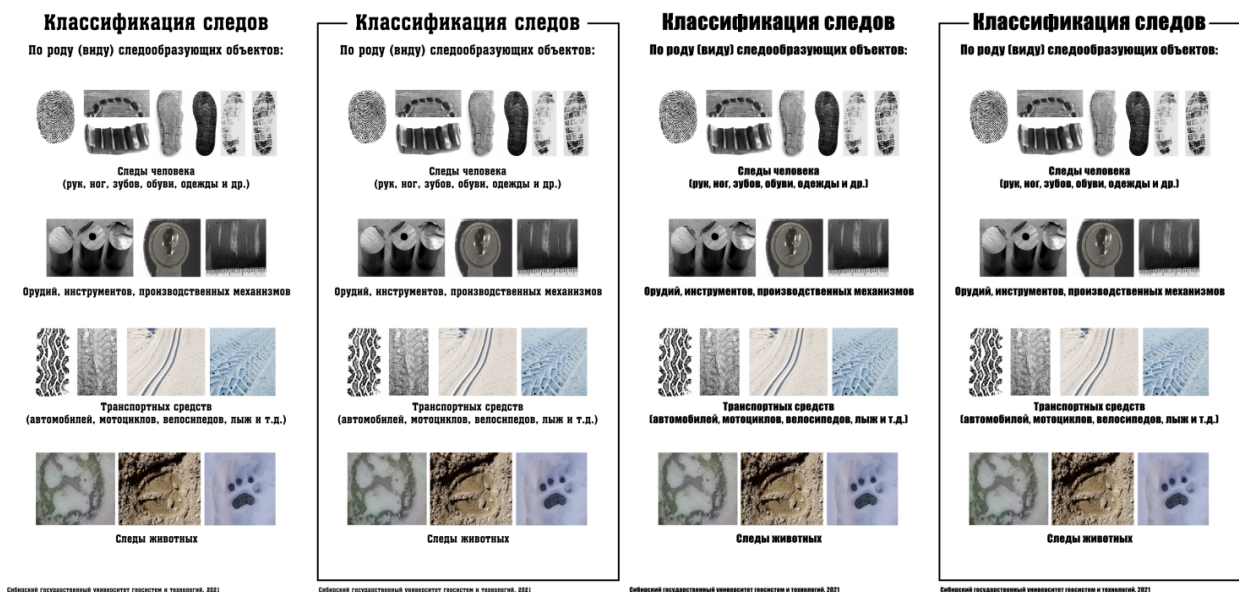 Классификация следов
По роду (виду) следообразующих объектов:
Следы человека
(рук, ног, зубов, обуви, одежды и др.)
Орудий, инструментов, производственных механизмов
Транспортных средств
(автомобилей, мотоциклов, велосипедов, лыж и т.д.)
Следы животных
Сибирский государственный университет геосистем и технологий, 2021
Классификация следов
По роду (виду) следообразующих объектов:
Следы человека
(рук, ног, зубов, обуви, одежды и др.)
Орудий, инструментов, производственных механизмов
Транспортных средств
(автомобилей, мотоциклов, велосипедов, лыж и т.д.)
Следы животных
Сибирский государственный университет геосистем и технологий, 2021
Классификация следов
По роду (виду) следообразующих объектов:
Следы человека
(рук, ног, зубов, обуви, одежды и др.)
Орудий, инструментов, производственных механизмов
Транспортных средств
(автомобилей, мотоциклов, велосипедов, лыж и т.д.)
Следы животных
Сибирский государственный университет геосистем и технологий, 2021
Классификация следов
По роду (виду) следообразующих объектов:
Следы человека
(рук, ног, зубов, обуви, одежды и др.)
Орудий, инструментов, производственных механизмов
Транспортных средств
(автомобилей, мотоциклов, велосипедов, лыж и т.д.)
Следы животных
Сибирский государственный университет геосистем и технологий, 2021